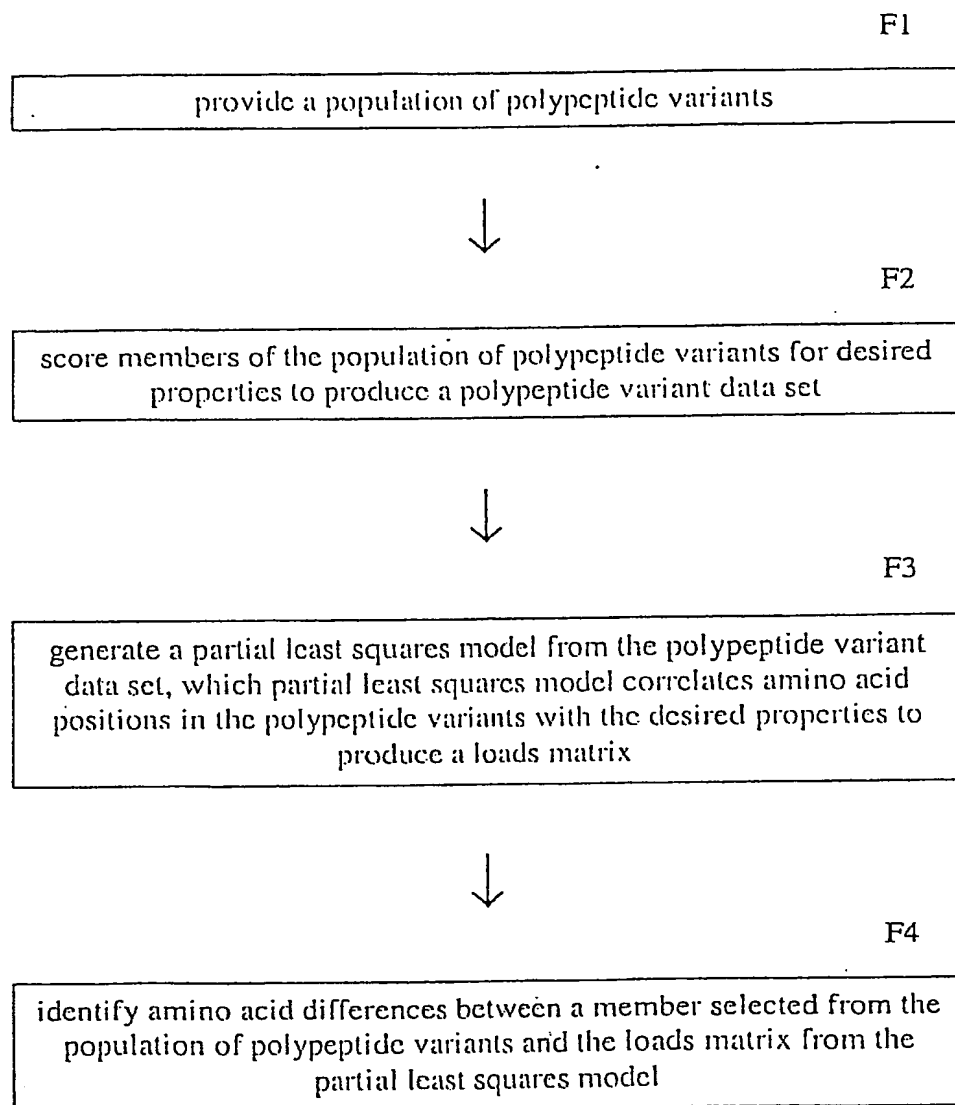 F1
provide a population of polypeptide variants
F2
score members of the population of polypeptide variants for desired
properties to produce a polypeptide variant data set
F3
generate a partial least squares model from the polypeptide variant
data set, which partial least squares model correlates amino acid
positions in the polypeptide variants with the desired properties to
produce a loads matrix
F4
identify amino acid differences between a member selected from the
population of polypeptide variants and the loads matrix from the
partial least squares model